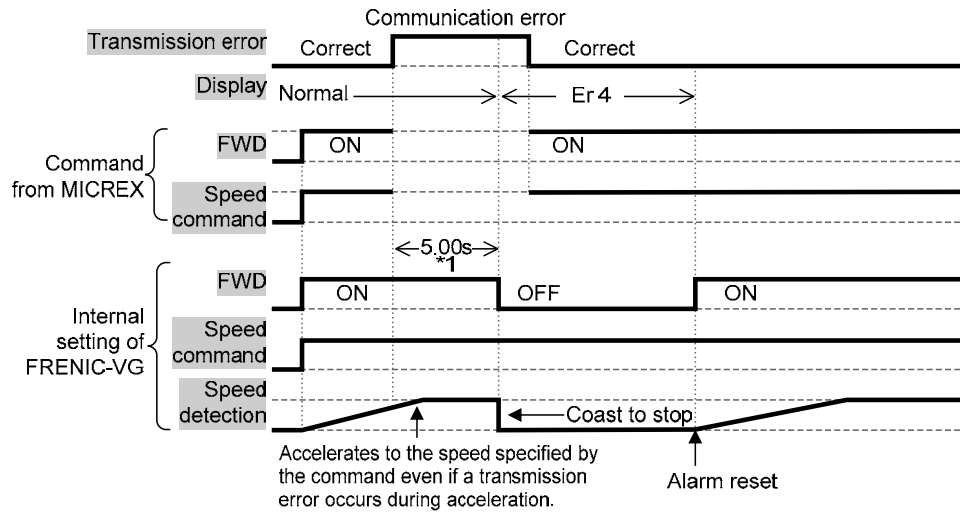 Communication error
Transmission error
Correct
Correct
Display
Normal
Er 4
Command
from MICREX
FWD
ON
ON
Speed
command
5.00s
*1
Internal
setting of
FRENIC-VG
FWD
ON
OFF
ON
Speed
command
Speed
detection
Coast to stop
Accelerates to the speed specified by
the command even if a transmission
error occurs during acceleration.
Alarm reset